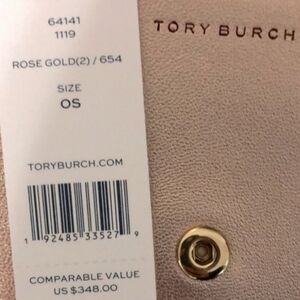 64141
1119
ROSE GOLD(2) / 654
SIZE
OS
TORYBURCH.COM
1 92485 33527 9
COMPARABLE VALUE
US $348.00
TORY BURCH